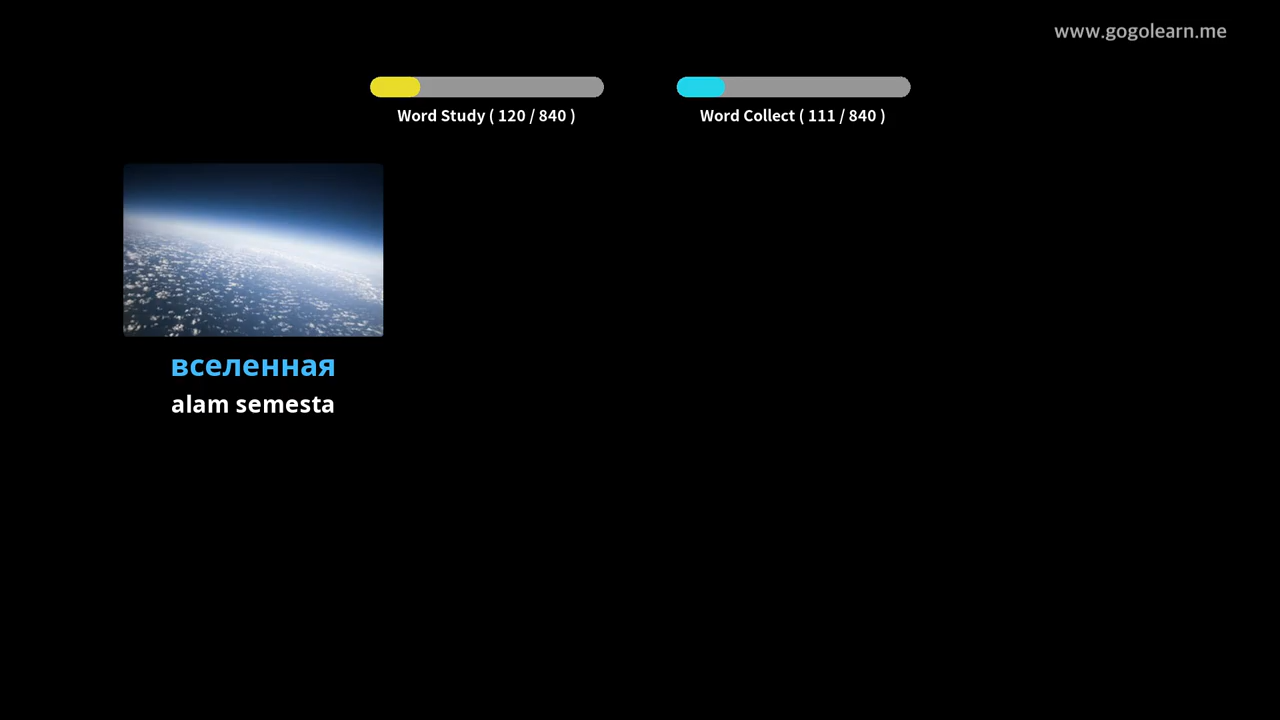 www.gogolearn.me
Word Study ( 120 / 840 )
Word Collect ( 111 / 840 )
вселенная
alam semesta